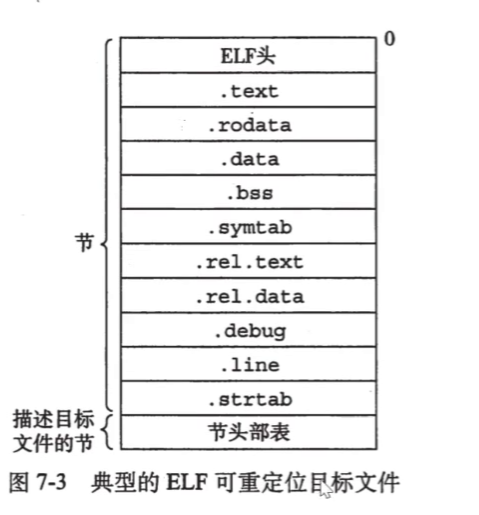 0
ELF头
.text
.rodata
.data
.bss
.symtab
节
.rel.text
.rel.data
.debug
.line
.strtab
描述目标
文件的节
节头部表
图 7-3 典型的 ELF 可重定位目标文件